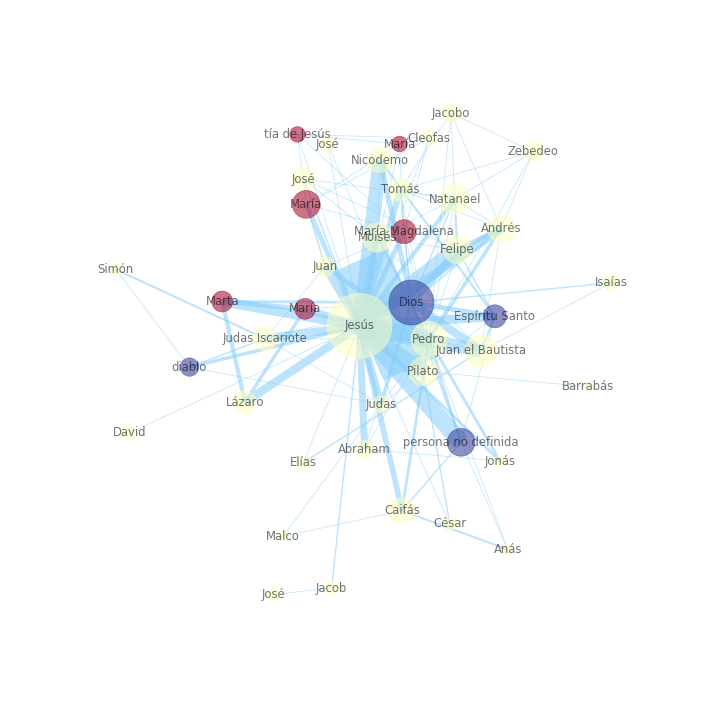 Jacobo
tía de Jesús
José
María
Cleofas
Zebedeo
Nicodemo
José
Tomás
Natanael
María
María Magdalena
Moisés
Andrés
Felipe
Simón
Juan
Isaías
Marta
María
Dios
Espíritu Santo
Jesús
Judas Iscariote
Pedro
Juan el Bautista
diablo
Pilato
Barrabás
Lázaro
Judas
David
Abraham
persona no definida
Elías
Jonás
Caifás
César
Malco
Anás
José
Jacob